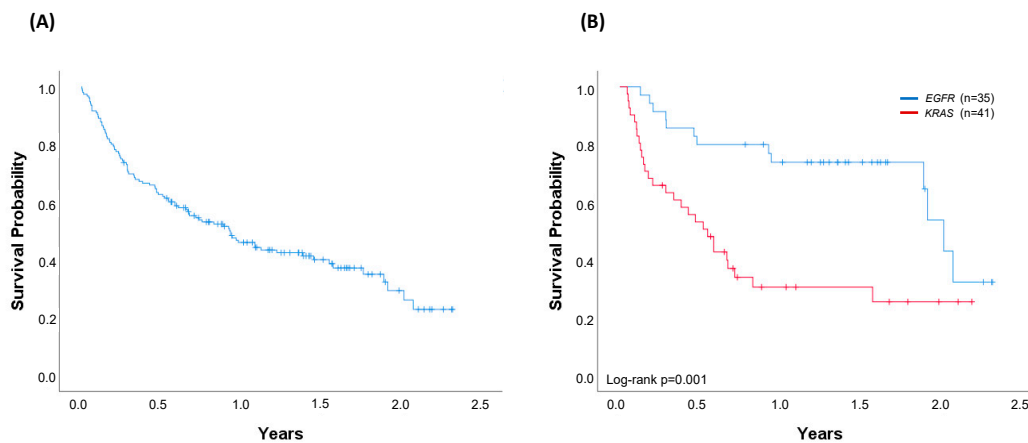 (A)
Survival Probability
1.0
0.8
0.6
0.4
0.2
0.0
0.0 0.5 1.0 1.5 2.0 2.5
Years
(B)
Survival Probability
1.0
0.8
0.6
0.4
0.2
0.0
EGFR (n=35)
KRAS (n=41)
Log-rank p=0.001
0.0 0.5 1.0 1.5 2.0 2.5
Years